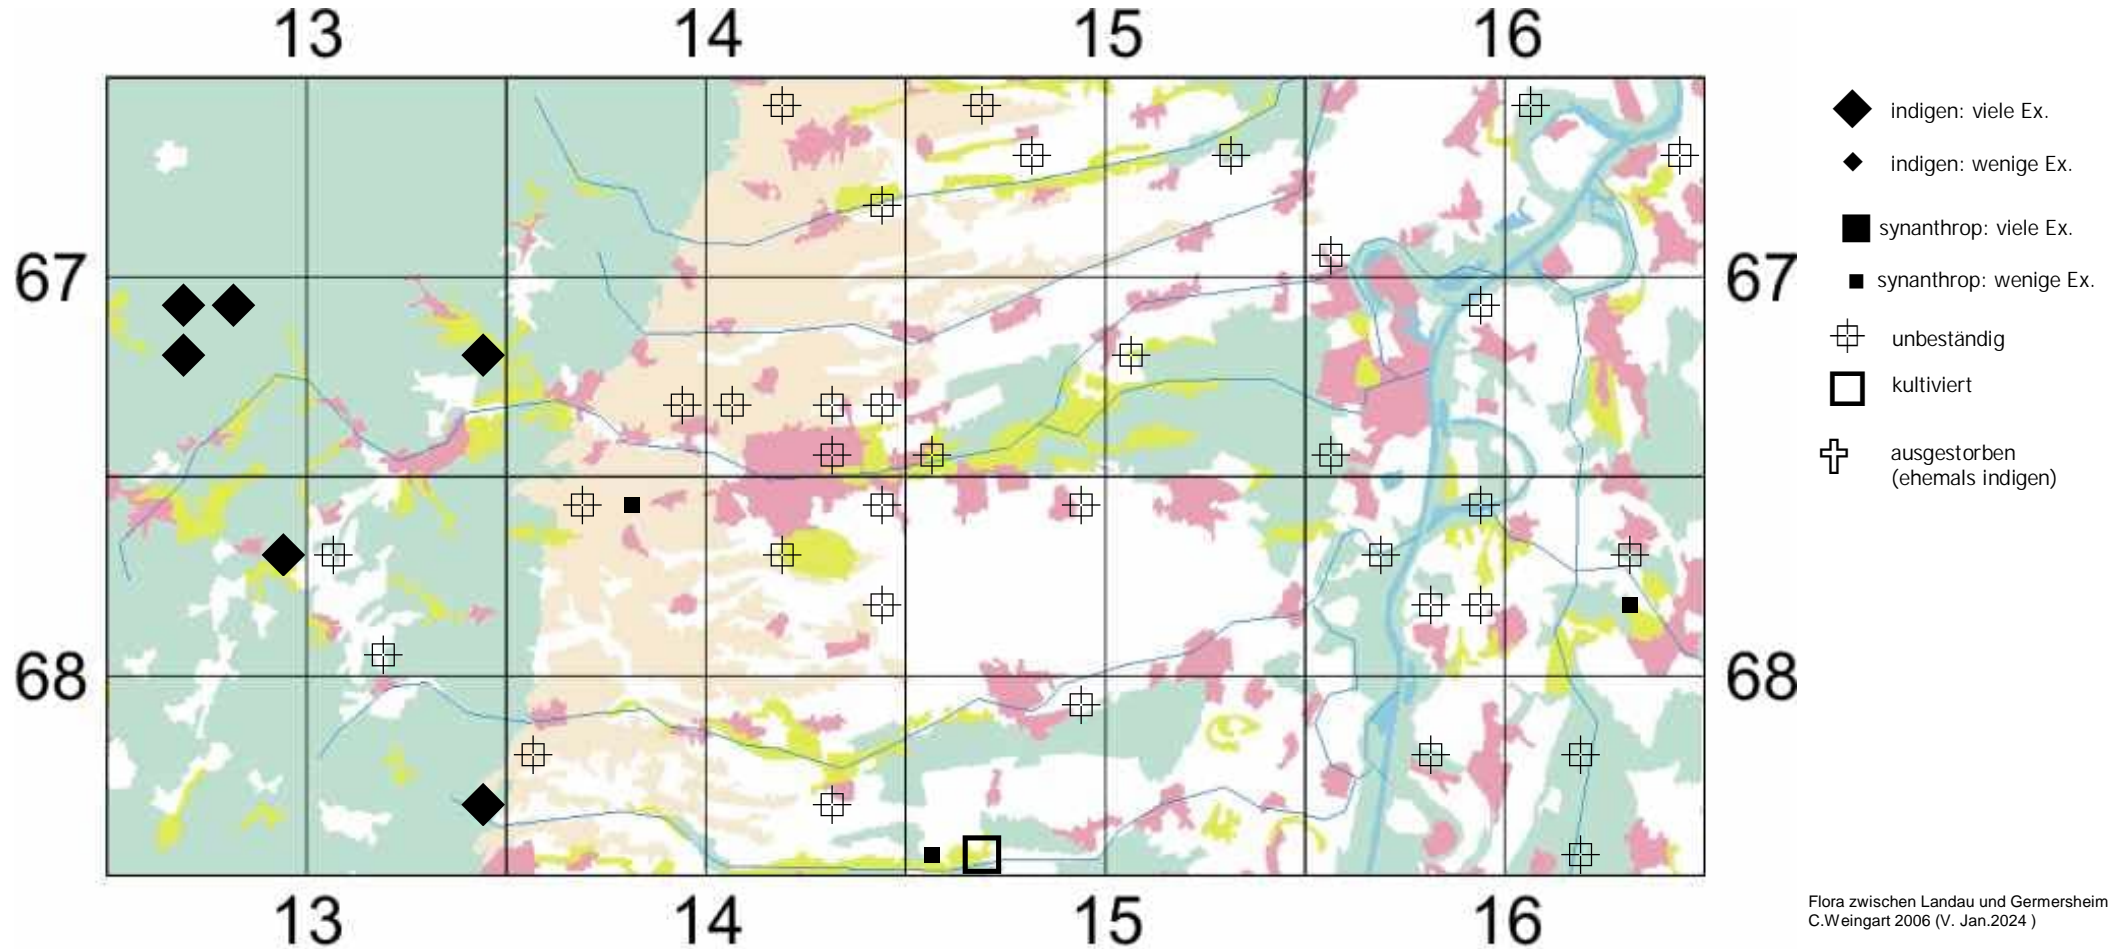 13 14 15 16
67 67
68 68
13 14 15 16
indigen: viele Ex.
indigen: wenige Ex.
synanthrop: viele Ex.
synanthrop: wenige Ex.
unbeständig
kultiviert
ausgestorben
(ehemals indigen)
Flora zwischen Landau und Germersheim
C.Weingart 2006 (V. Jan.2024 )